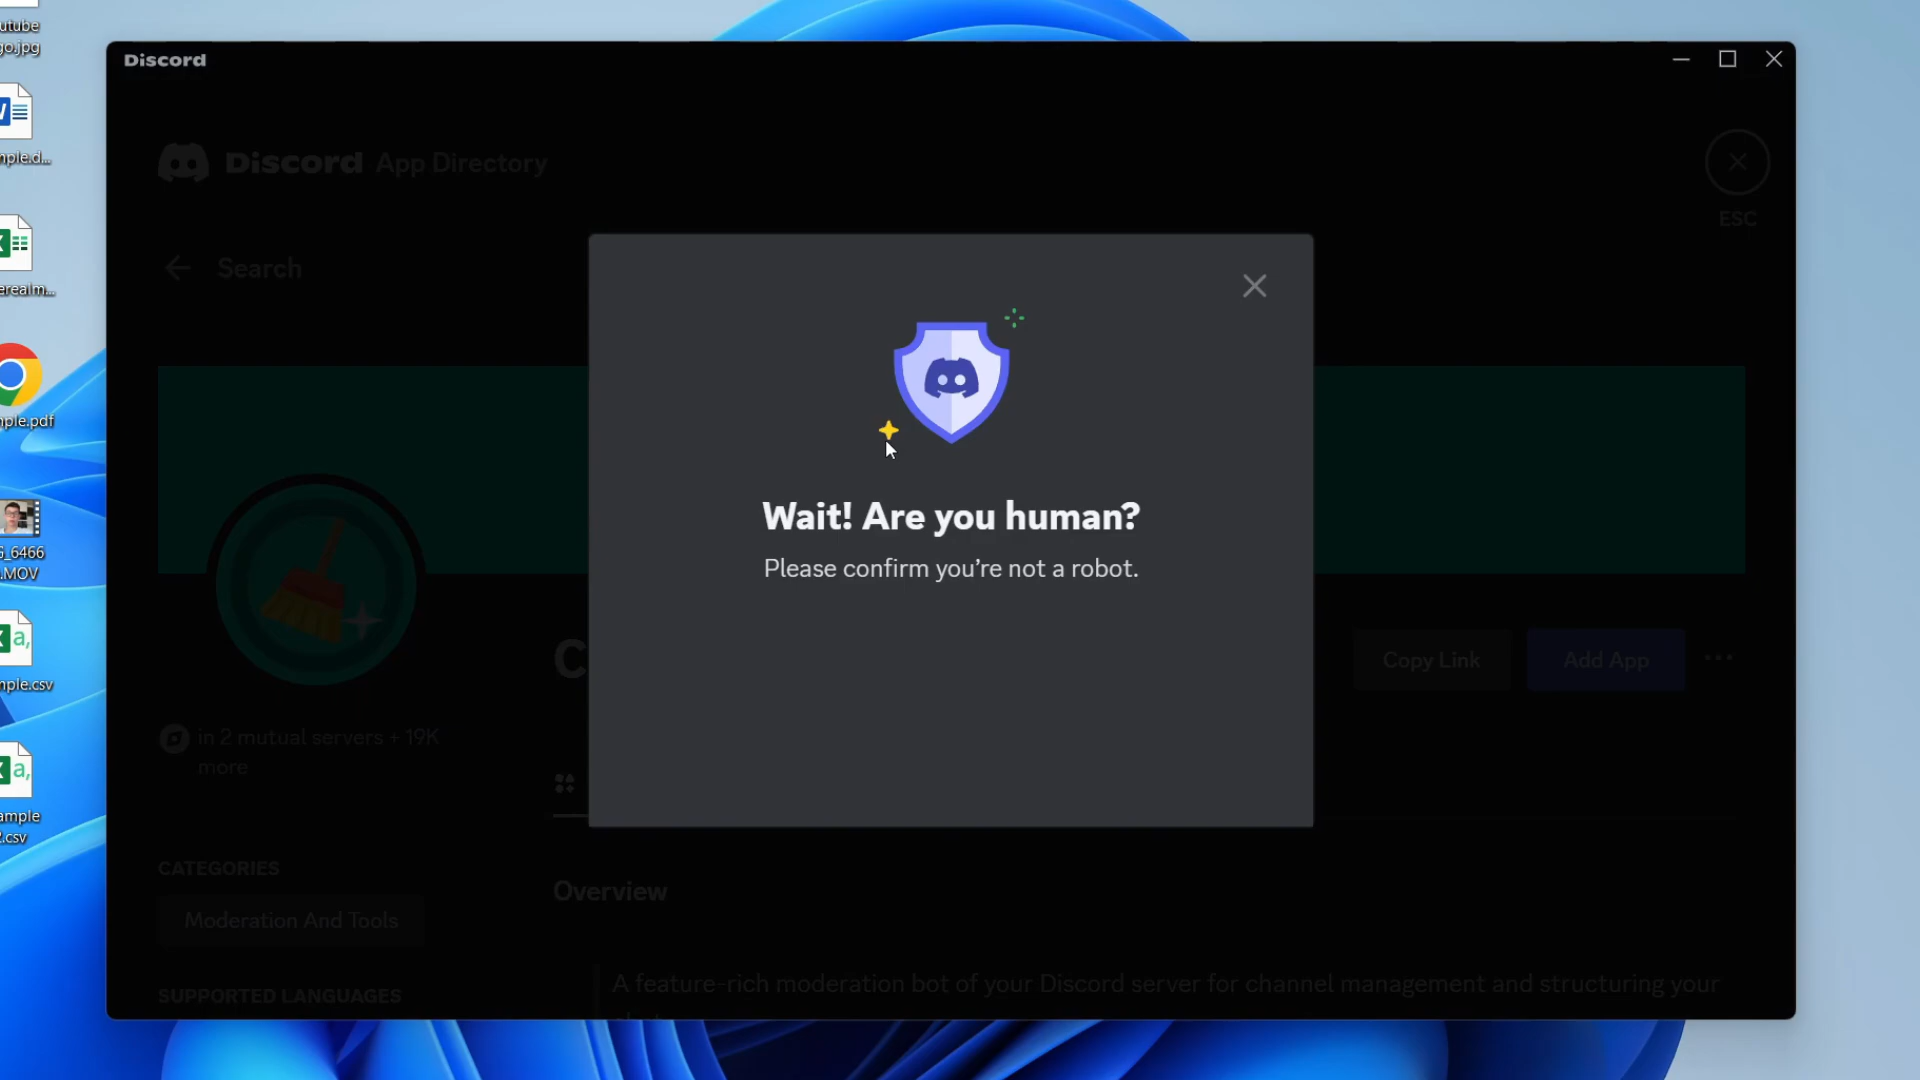 utube
go.jpg
Discord
mple.d...
Discord App Directory
ESC
Search
erealm...
nple.pdf
G_6466
.MOV
Wait! Are you human?
Please confirm you're not a robot.
C
Copy Link
Add App
nple.csv
in 2 mutual servers + 19K
more
ample
2.csv
CATEGORIES
Overview
Moderation And Tools
A feature-rich moderation bot of your Discord server for channel management and structuring your
SUPPORTED LANGUAGES